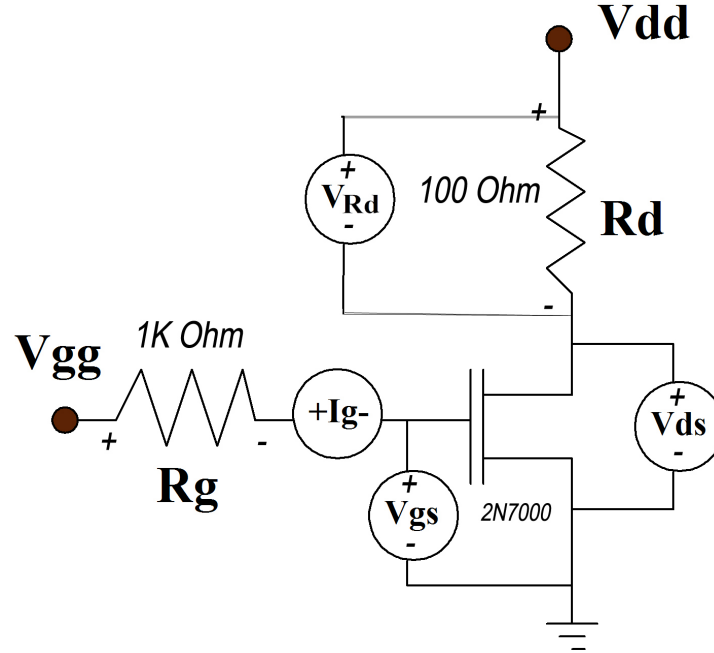 Vdd
+
+
V Rd
-
100 Ohm
Rd
-
1K Ohm
Vgg
+
-
Rg
+Ig-
+
Vgs
-
2N7000
+
Vds
-